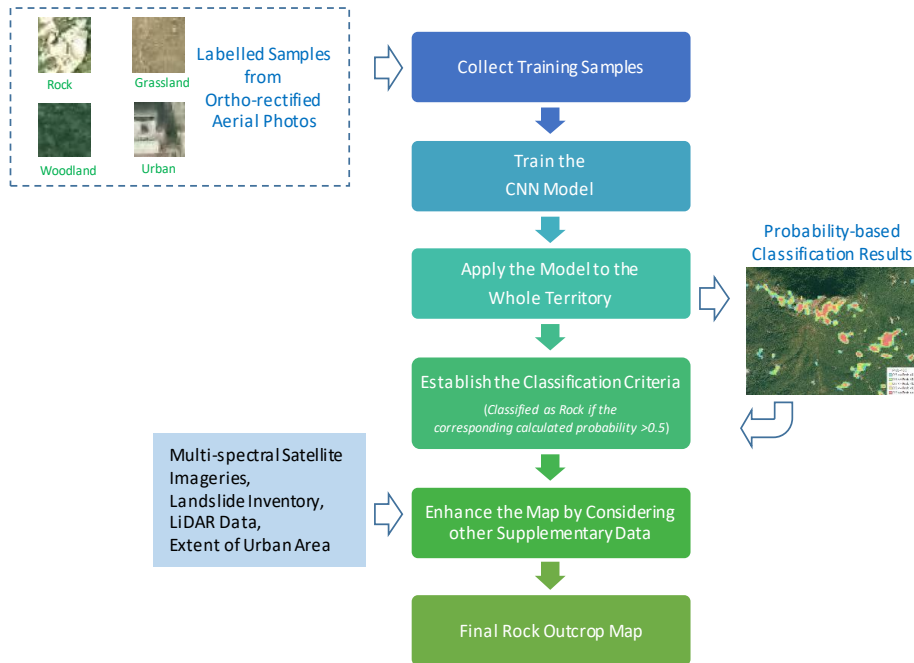 Labelled Samples
from
Ortho-rectified
Aerial Photos
Rock
Grassland
Woodland
Urban
Collect Training Samples
Train the
CNN Model
Apply the Model to the
Whole Territory
Probability-based
Classification Results
Establish the Classification Criteria
(Classified as Rock if the
corresponding calculated probability >0.5)
Multi-spectral Satellite
Imageries,
Landslide Inventory,
LiDAR Data,
Extent of Urban Area
Enhance the Map by Considering
other Supplementary Data
Final Rock Outcrop Map